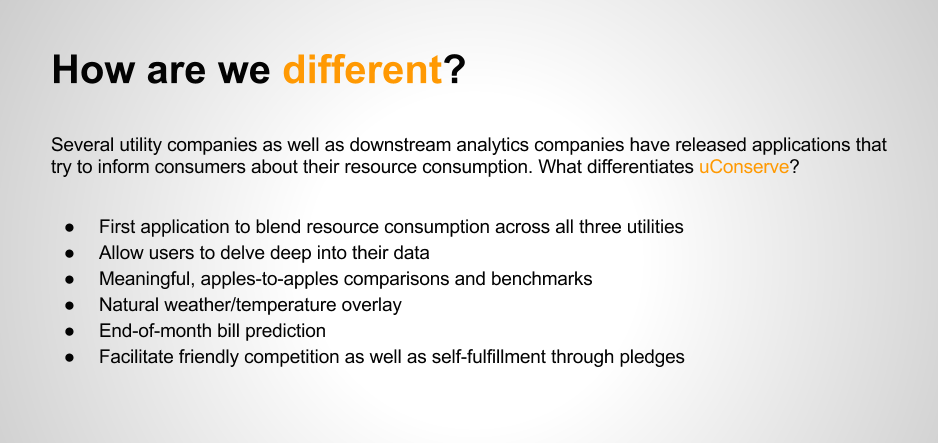 How are we different?
Several utility companies as well as downstream analytics companies have released applications that
try to inform consumers about their resource consumption. What differentiates uConserve?
● First application to blend resource consumption across all three utilities
● Allow users to delve deep into their data
● Meaningful, apples-to-apples comparisons and benchmarks
● Natural weather/temperature overlay
● End-of-month bill prediction
● Facilitate friendly competition as well as self-fulfillment through pledges